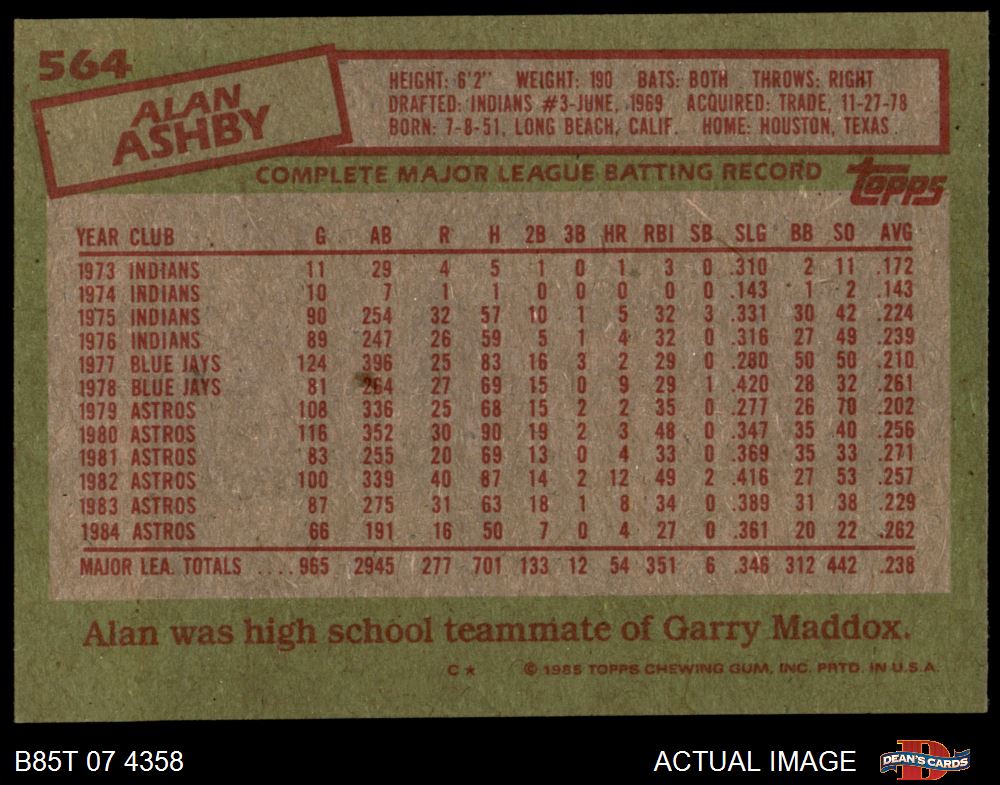 564
ALAN
ASHBY
HEIGHT: 6'2" WEIGHT: 190 BATS: BOTH THROWS: RIGHT
DRAFTED: INDIANS #3-JUNE, 1969 ACQUIRED: TRADE, 11-27-78
BORN: 7-8-51, LONG BEACH, CALIF. HOME: HOUSTON, TEXAS
COMPLETE MAJOR LEAGUE BATTING RECORD
topps
YEAR CLUB G AB R H 2B 3B HR RBI SB SLG BB SO AVG
1973 INDIANS 11 29 4 5 1 0 1 3 0 .310 2 11 .172
1974 INDIANS 10 7 1 1 0 0 0 0 0 .143 1 2 .143
1975 INDIANS 90 254 32 57 10 1 5 32 3 .331 30 42 .224
1976 INDIANS 89 247 26 59 5 1 4 32 0 .316 27 49 .239
1977 BLUE JAYS 124 396 25 83 16 3 2 29 0 .280 50 50 .210
1978 BLUE JAYS 81 264 27 69 15 0 9 29 1 .420 28 32 .261
1979 ASTROS 108 336 25 68 15 2 2 35 0 .277 26 70 .202
1980 ASTROS 116 352 30 90 19 2 3 48 0 .347 35 40 .256
1981 ASTROS 83 255 20 69 13 0 4 33 0 .369 35 33 .271
1982 ASTROS 100 339 40 87 14 2 12 49 2 .416 27 53 .257
1983 ASTROS 87 275 31 63 18 1 8 34 0 .389 31 38 .229
1984 ASTROS 66 191 16 50 7 0 4 27 0 .361 20 22 .262
MAJOR LEA. TOTALS ....965 2945 277 701 133 12 54 351 6 .346 312 442 .238
Alan was high school teammate of Garry Maddox.
C★ © 1985 TOPPS CHEWING GUM, INC. PRTD. IN U.S.A.
B85T 07 4358 ACTUAL IMAGE D DEAN'S CARDS